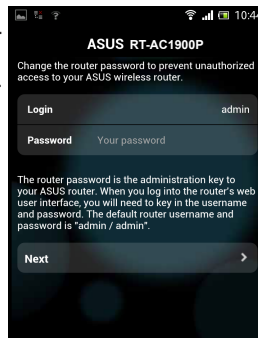 10:44
ASUS RT-AC1900P
Change the router password to prevent unauthorized
access to your ASUS wireless router.
Login admin
Password Your password
The router password is the administration key to
your ASUS router. When you log into the router's web
user interface, you will need to key in the username
and password. The default router username and
password is "admin / admin".
Next